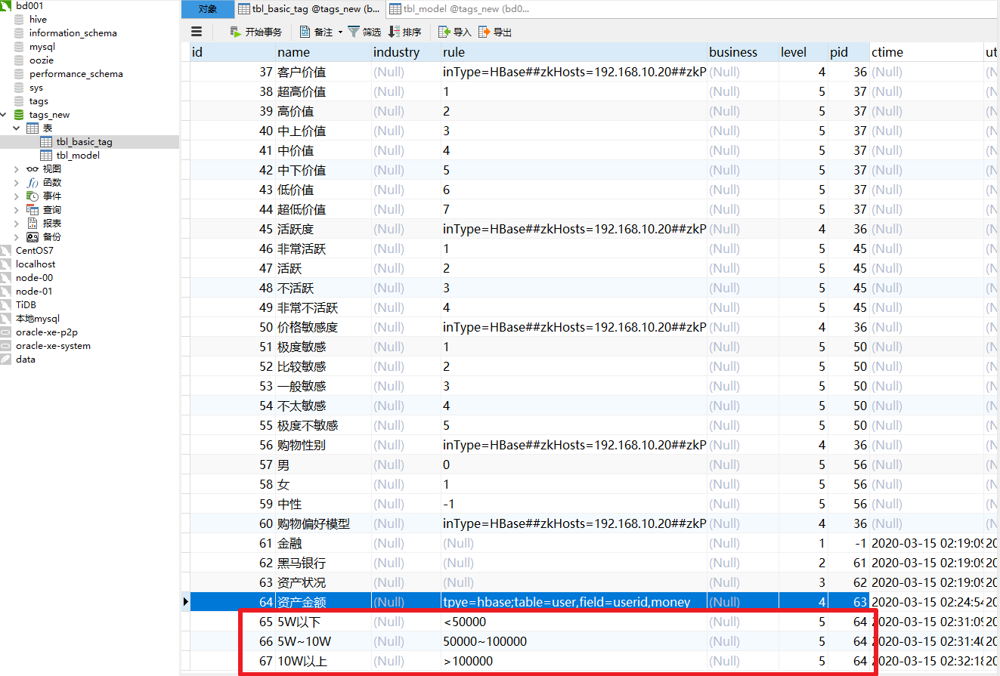 bd001
hive
information_schema
mysql
oozie
performance_schema
sys
tags
tags_new
表
tbl_basic_tag
tbl_model
视图
函数
事件
查询
报表
备份
CentOS7
localhost
node-00
node-01
TiDB
本地mysql
oracle-xe-p2p
oracle-xe-system
data
对象 tbl_basic_tag @tags_new (b... tbl_model @tags_new (bd0...
开始事务 备注 筛选 排序 导入 导出
id name industry rule business level pid ctime ut
37 客户价值 (Null) inType=HBase##zkHosts=192.168.10.20##zkP (Null) 4 36 (Null) (N
38 超高价值 (Null) 1 (Null) 5 37 (Null) (N
39 高价值 (Null) 2 (Null) 5 37 (Null) (N
40 中上价值 (Null) 3 (Null) 5 37 (Null) (N
41 中价值 (Null) 4 (Null) 5 37 (Null) (N
42 中下价值 (Null) 5 (Null) 5 37 (Null) (N
43 低价值 (Null) 6 (Null) 5 37 (Null) (N
44 超低价值 (Null) 7 (Null) 5 37 (Null) (N
45 活跃度 (Null) inType=HBase##zkHosts=192.168.10.20##zkP (Null) 4 36 (Null) (N
46 非常活跃 (Null) 1 (Null) 5 45 (Null) (N
47 活跃 (Null) 2 (Null) 5 45 (Null) (N
48 不活跃 (Null) 3 (Null) 5 45 (Null) (N
49 非常不活跃 (Null) 4 (Null) 5 45 (Null) (N
50 价格敏感度 (Null) inType=HBase##zkHosts=192.168.10.20##zkP (Null) 4 36 (Null) (N
51 极度敏感 (Null) 1 (Null) 5 50 (Null) (N
52 比较敏感 (Null) 2 (Null) 5 50 (Null) (N
53 一般敏感 (Null) 3 (Null) 5 50 (Null) (N
54 不太敏感 (Null) 4 (Null) 5 50 (Null) (N
55 极度不敏感 (Null) 5 (Null) 5 50 (Null) (N
56 购物性别 (Null) inType=HBase##zkHosts=192.168.10.20##zkP (Null) 4 36 (Null) (N
57 男 (Null) 0 (Null) 5 56 (Null) (N
58 女 (Null) 1 (Null) 5 56 (Null) (N
59 中性 (Null) -1 (Null) 5 56 (Null) (N
60 购物偏好模型 (Null) inType=HBase##zkHosts=192.168.10.20##zkP (Null) 4 36 (Null) (N
61 金融 (Null) (Null) (Null) 1 -1 2020-03-15 02:19:09 20
62 黑马银行 (Null) (Null) (Null) 2 61 2020-03-15 02:19:09 20
63 资产状况 (Null) (Null) (Null) 3 62 2020-03-15 02:19:09 20
64 资产金额 (Null) tpye=hbase;table=user,field=userid,money (Null) 4 63 2020-03-15 02:24:54 20
65 5W以下 (Null) <50000 (Null) 5 64 2020-03-15 02:31:09 20
66 5W~10W (Null) 50000~100000 (Null) 5 64 2020-03-15 02:31:40 20
67 10W以上 (Null) >100000 (Null) 5 64 2020-03-15 02:32:18 20